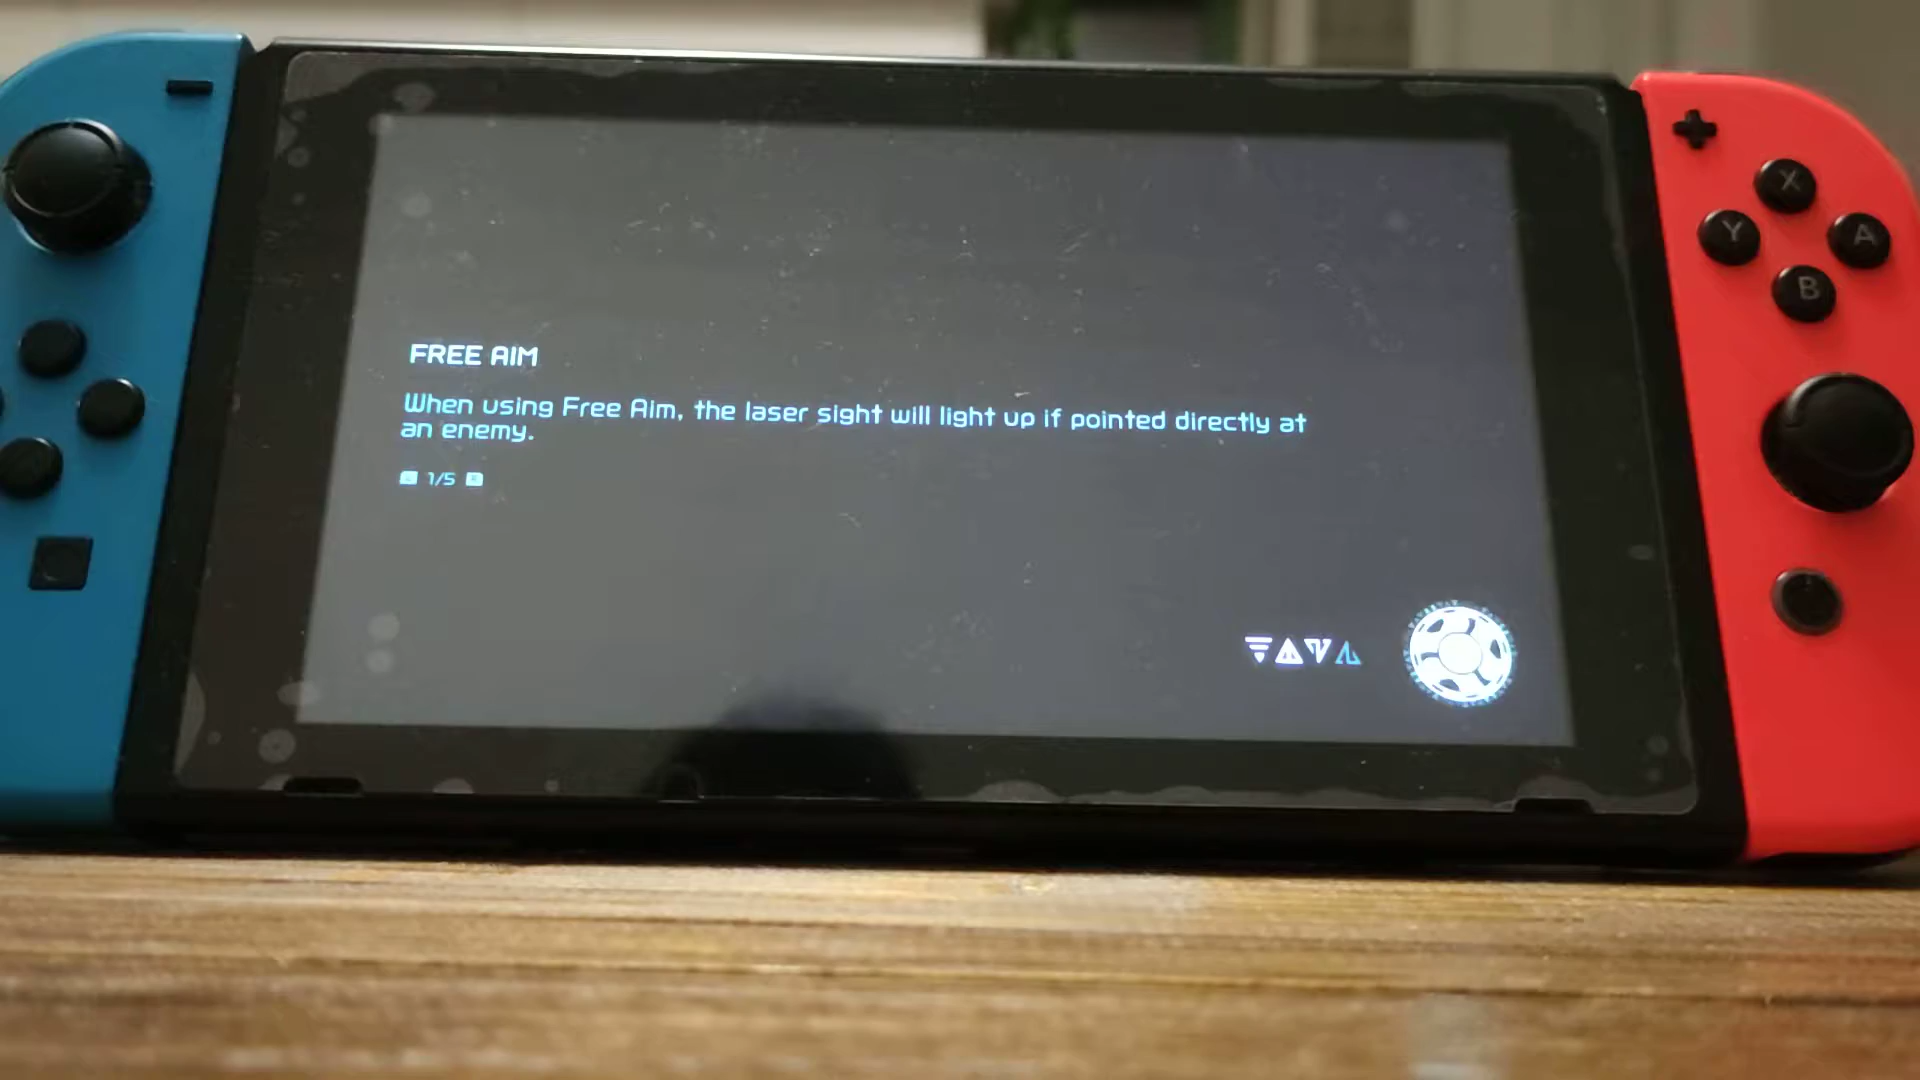 FREE AIM
When using Free Aim, the laser sight will light up if pointed directly at
an enemy.
1/5
X
Y
A
B